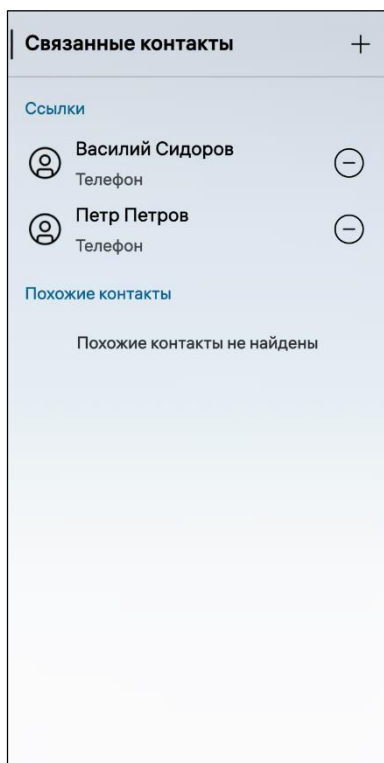 Связанные контакты
Ссылки
Василий Сидоров
Телефон
Петр Петров
Телефон
Похожие контакты
Похожие контакты не найдены